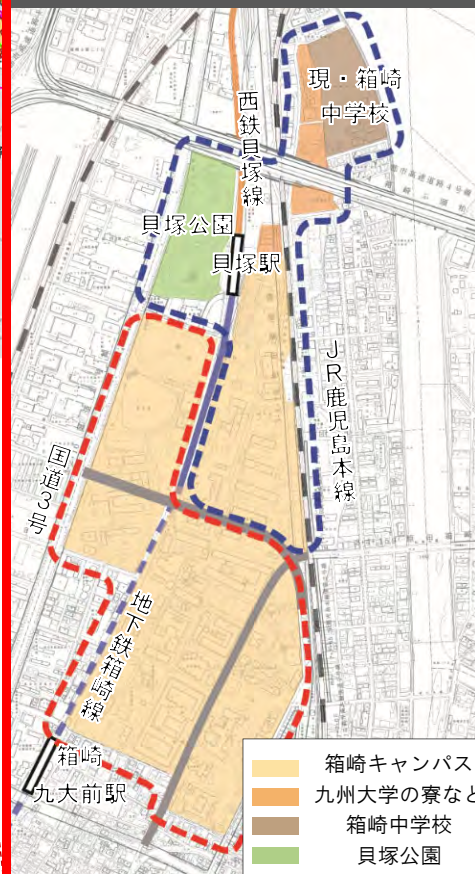 現・箱崎
中学校
西鉄貝塚線
貝塚公園
貝塚駅
JR鹿児島本線
国道3号
地下鉄箱崎線
箱崎
九大前駅
箱崎キャンパス
九州大学の寮など
箱崎中学校
貝塚公園